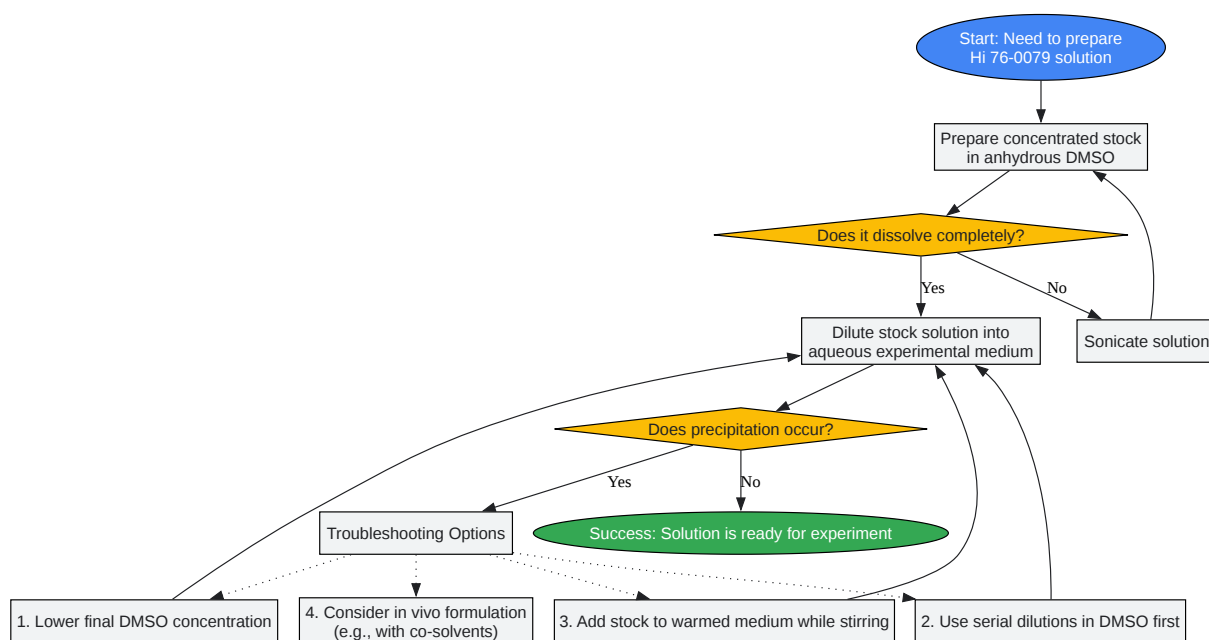 Start: Need to prepare
Hi 76-0079 solution
Prepare concentrated stock
in anhydrous DMSO
Does it dissolve completely?
Yes
No
Dilute stock solution into
aqueous experimental medium
Sonicate solution
Does precipitation occur?
Yes
No
Troubleshooting Options
Success: Solution is ready for experiment
1. Lower final DMSO concentration
4. Consider in vivo formulation
(e.g., with co-solvents)
3. Add stock to warmed medium while stirring
2. Use serial dilutions in DMSO first